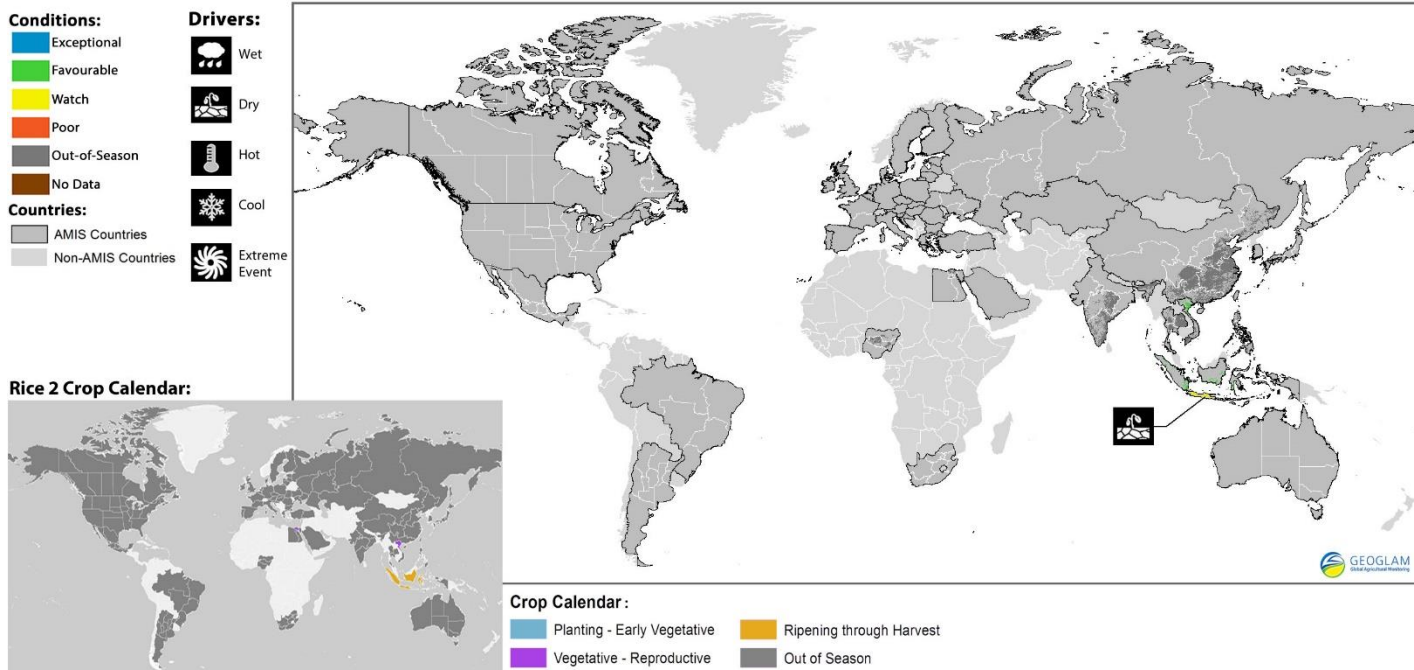 Conditions:
Exceptional
Favourable
Watch
Poor
Out-of-Season
No Data
Countries:
AMIS Countries
Non-AMIS Countries
Drivers:
Wet
Dry
Hot
Cool
Extreme
Event
Rice 2 Crop Calendar:
GEOGLAM
Global Agricultural Monitoring
Crop Calendar :
Planting - Early Vegetative
Vegetative - Reproductive
Ripening through Harvest
Out of Season